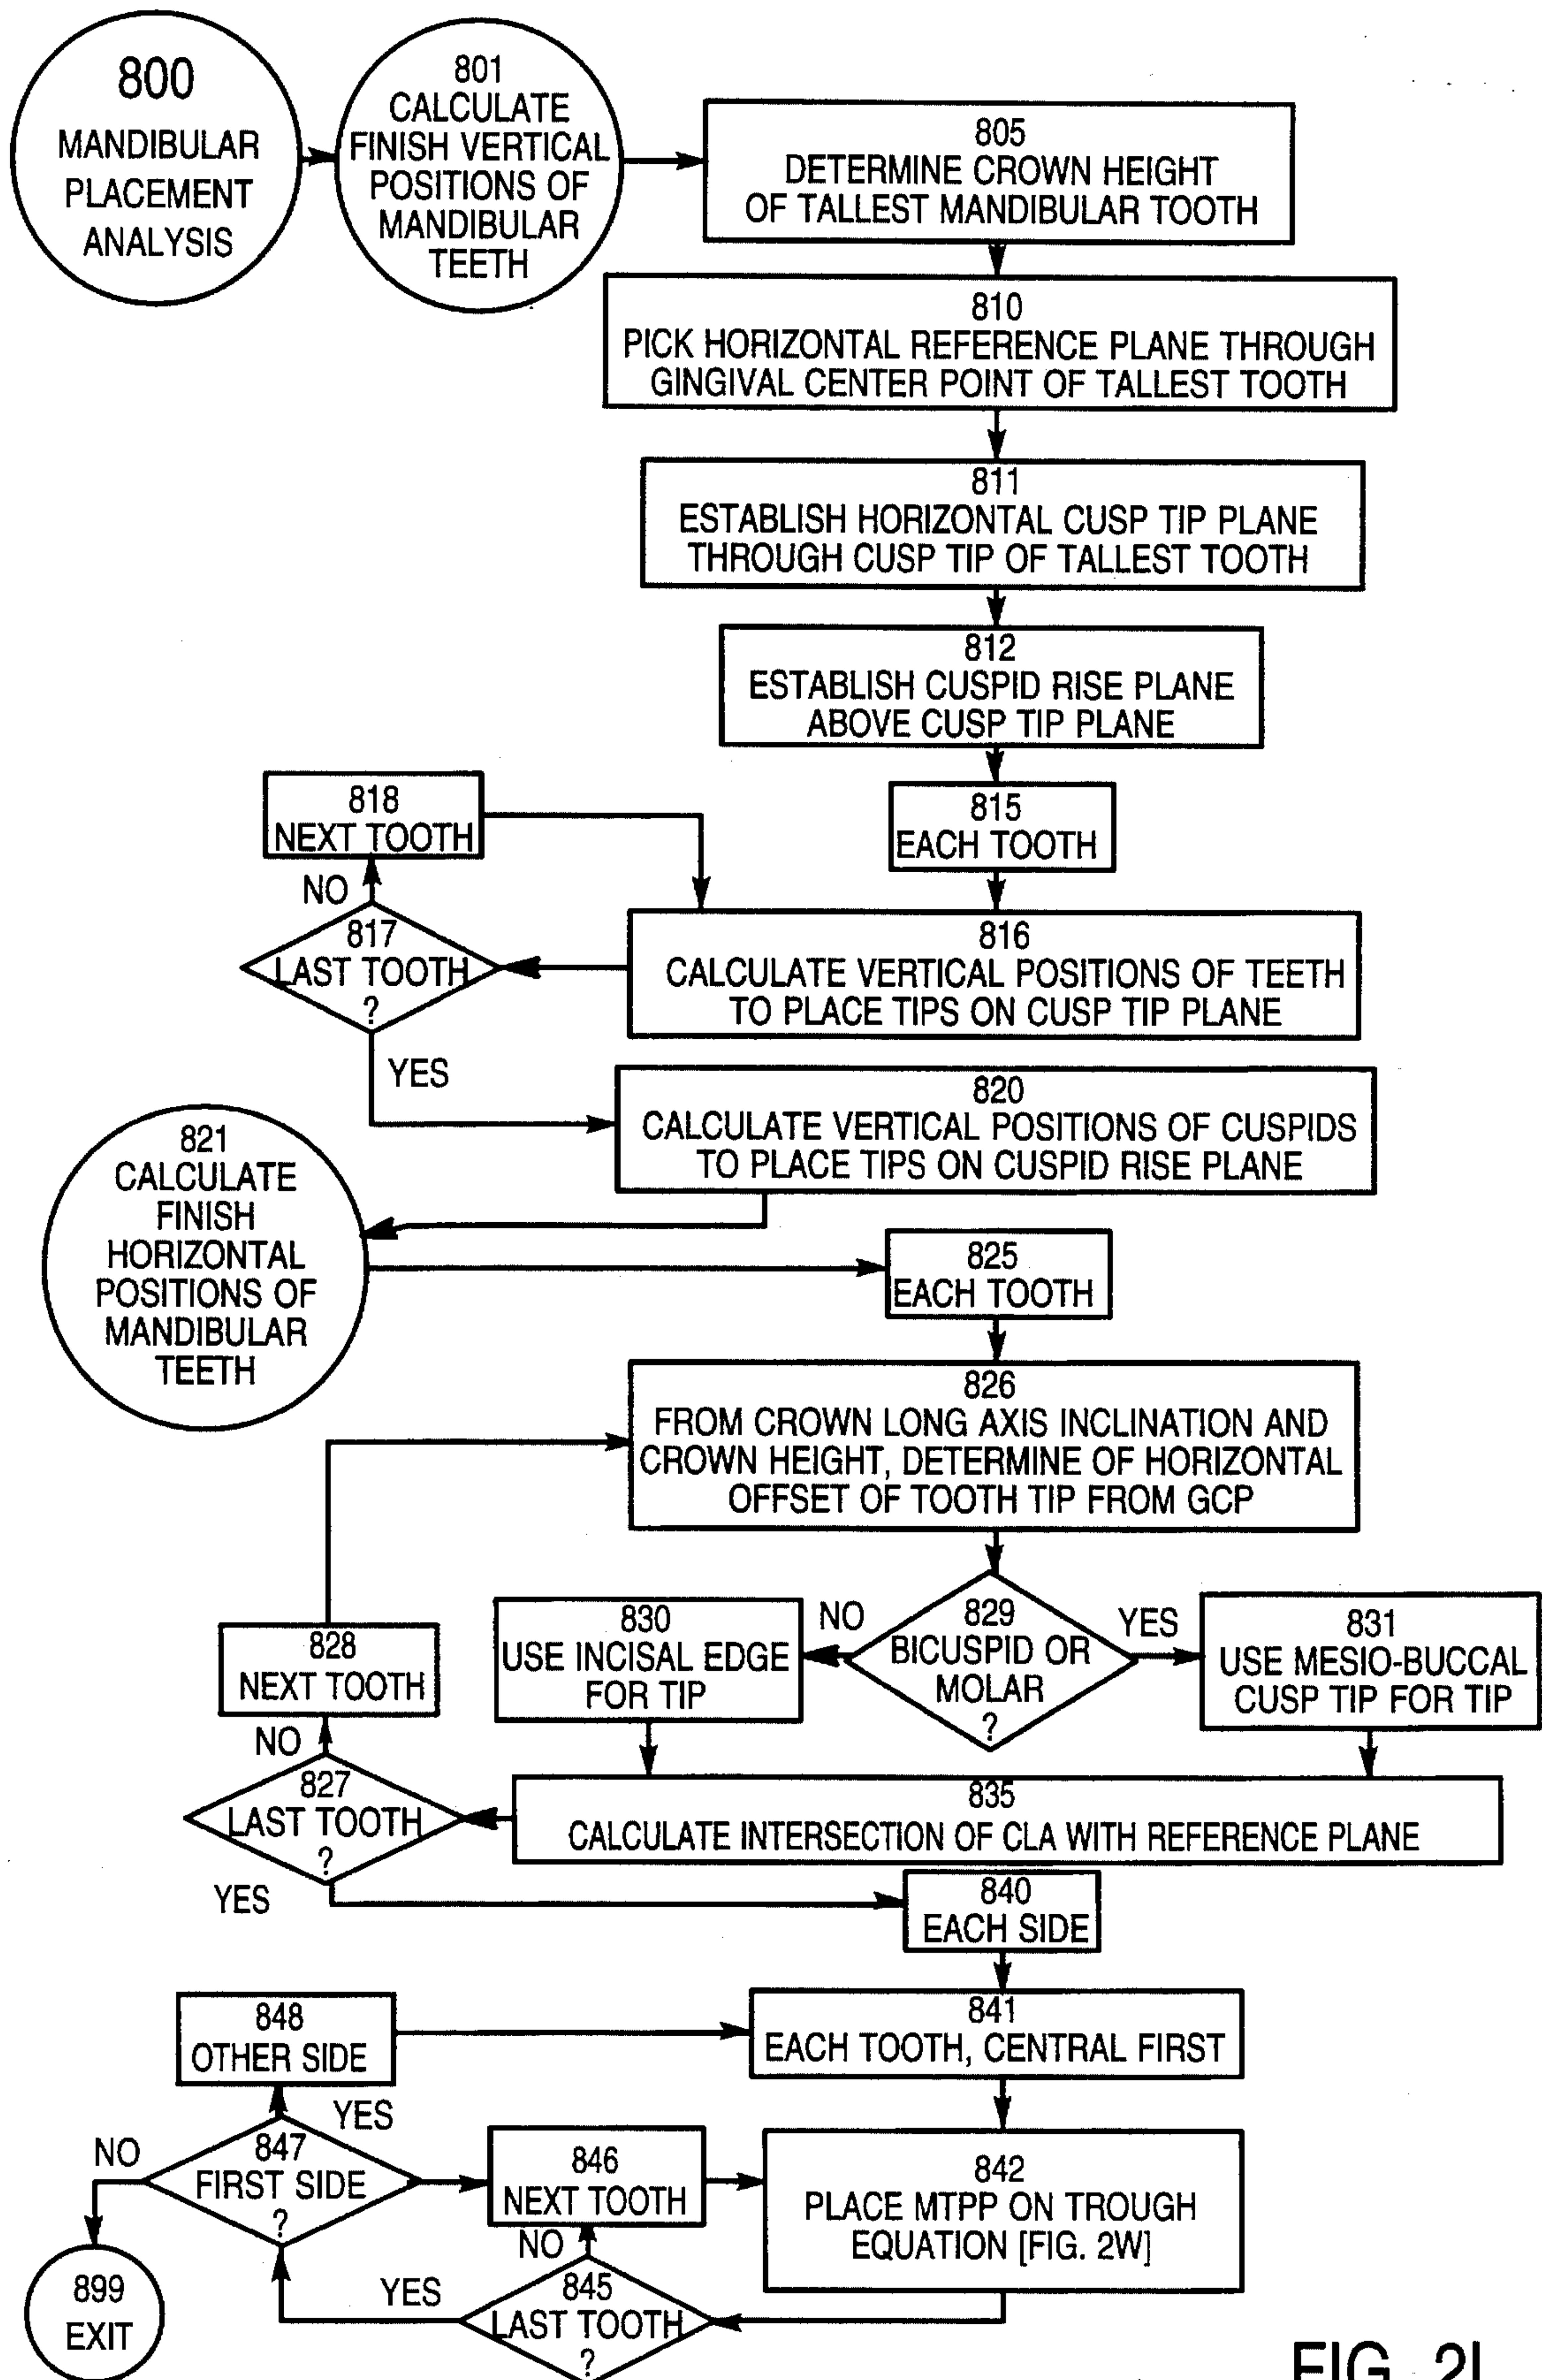 800
MANDIBULAR
PLACEMENT
ANALYSIS
801
CALCULATE
FINISH VERTICAL
POSITIONS OF
MANDIBULAR
TEETH
805
DETERMINE CROWN HEIGHT
OF TALLEST MANDIBULAR TOOTH
810
PICK HORIZONTAL REFERENCE PLANE THROUGH
GINGIVAL CENTER POINT OF TALLEST TOOTH
811
ESTABLISH HORIZONTAL CUSP TIP PLANE
THROUGH CUSP TIP OF TALLEST TOOTH
812
ESTABLISH CUSPID RISE PLANE
ABOVE CUSP TIP PLANE
815
EACH TOOTH
818
NEXT TOOTH
NO
817
LAST TOOTH
?
YES
816
CALCULATE VERTICAL POSITIONS OF TEETH
TO PLACE TIPS ON CUSP TIP PLANE
820
CALCULATE VERTICAL POSITIONS OF CUSPIDS
TO PLACE TIPS ON CUSPID RISE PLANE
821
CALCULATE
FINISH
HORIZONTAL
POSITIONS OF
MANDIBULAR
TEETH
825
EACH TOOTH
826
FROM CROWN LONG AXIS INCLINATION AND
CROWN HEIGHT, DETERMINE OF HORIZONTAL
OFFSET OF TOOTH TIP FROM GCP
829
BICUSPID OR
MOLAR
?
NO
YES
830
USE INCISAL EDGE
FOR TIP
831
USE MESIO-BUCCAL
CUSP TIP FOR TIP
828
NEXT TOOTH
NO
827
LAST TOOTH
?
YES
835
CALCULATE INTERSECTION OF CLA WITH REFERENCE PLANE
840
EACH SIDE
841
EACH TOOTH, CENTRAL FIRST
848
OTHER SIDE
YES
NO
847
FIRST SIDE
?
846
NEXT TOOTH
NO
842
PLACE MTPP ON TROUGH
EQUATION [FIG. 2W]
845
LAST TOOTH
?
YES
899
EXIT
FIG. 2I